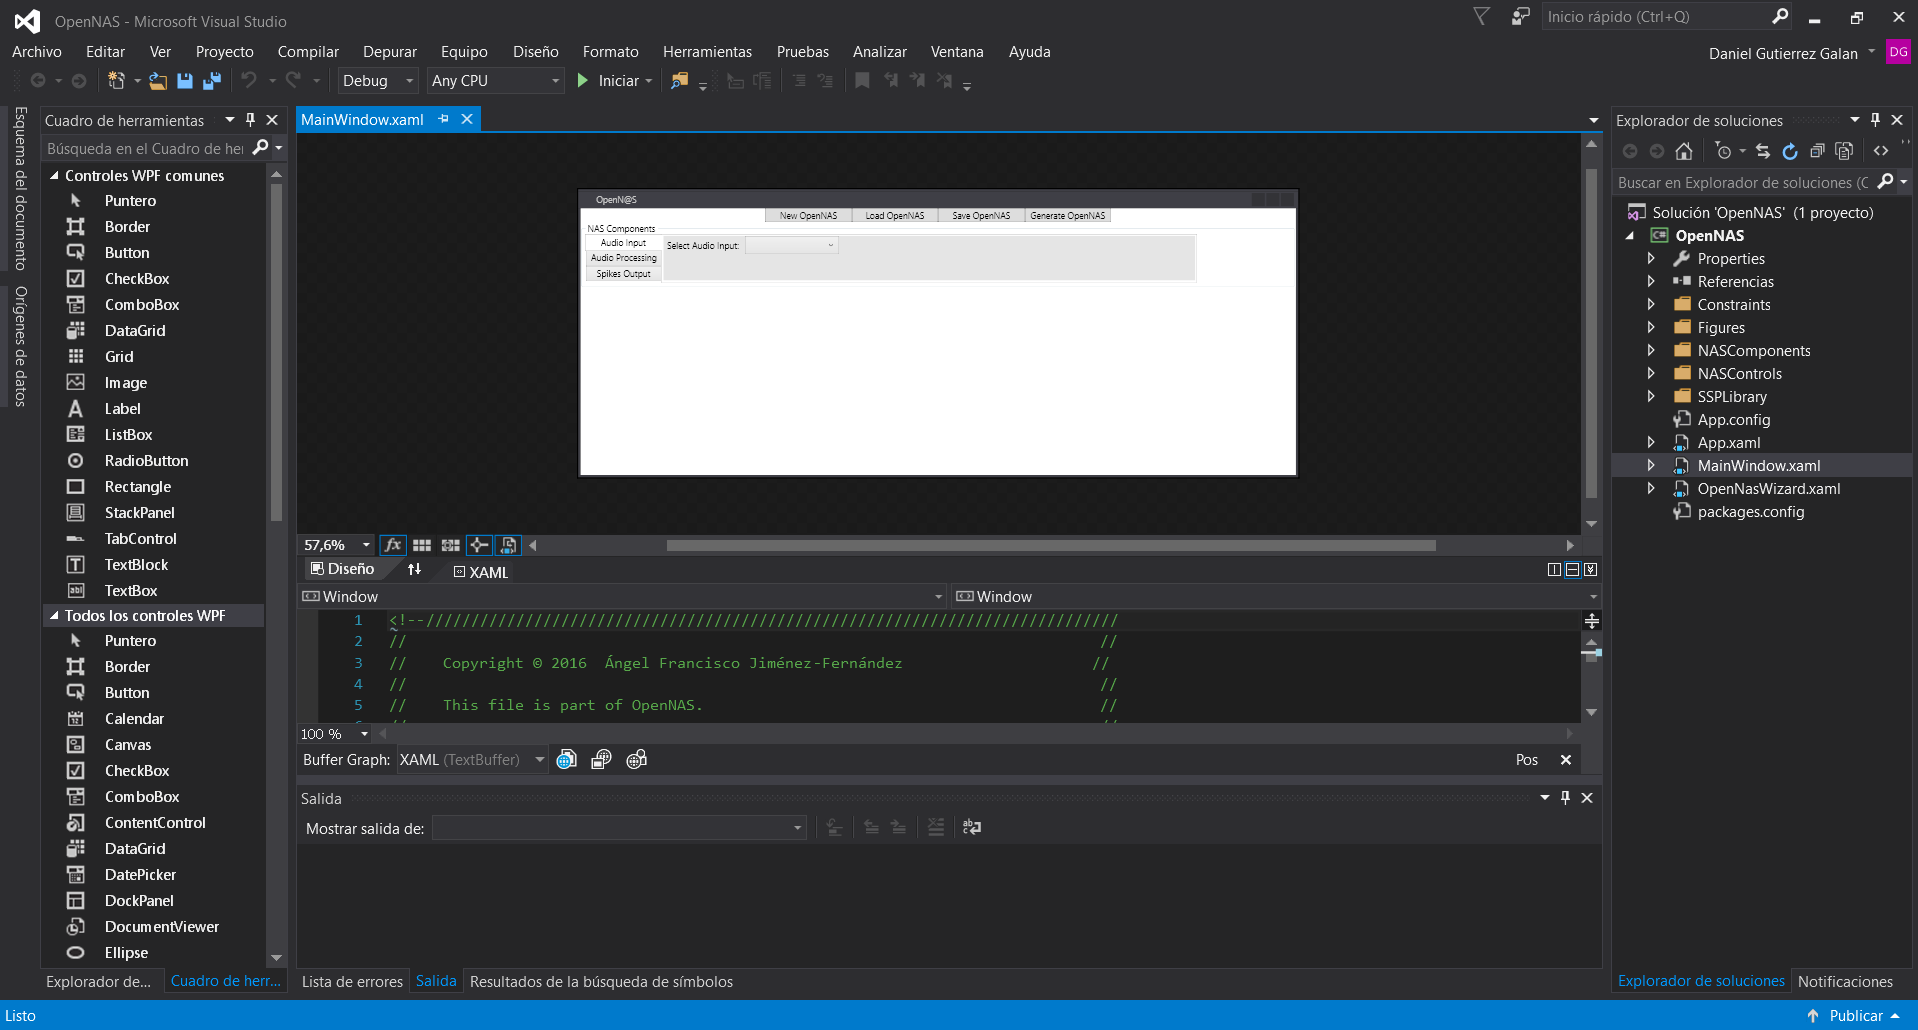 OpenNAS - Microsoft Visual Studio
Inicio rápido (Ctrl+Q)
Archivo Editar Ver Proyecto Compilar Depurar Equipo Diseño Formato Herramientas Pruebas Analizar Ventana Ayuda
Daniel Gutierrez Galan DG
Debug Any CPU Iniciar
Esquema del documento
Orígenes de datos
Cuadro de herramientas
Búsqueda en el Cuadro de her
Controles WPF comunes
Puntero
Border
Button
CheckBox
ComboBox
DataGrid
Grid
Image
Label
ListBox
RadioButton
Rectangle
StackPanel
TabControl
TextBlock
TextBox
Todos los controles WPF
Puntero
Border
Button
Calendar
Canvas
CheckBox
ComboBox
ContentControl
DataGrid
DatePicker
DockPanel
DocumentViewer
Ellipse
Explorador de... Cuadro de herr...
MainWindow.xaml
OpenN@S
New OpenNAS Load OpenNAS Save OpenNAS Generate OpenNAS
NAS Components
Audio Input
Select Audio Input:
Audio Processing
Spikes Output
57,6%
Diseño XAML
Window Window
1 <!--/////////////////////////////////////////////////////////////////////////////
2 // //
3 // Copyright © 2016 Ángel Francisco Jiménez-Fernández //
4 // //
5 // This file is part of OpenNAS. //
100 %
Buffer Graph: XAML (TextBuffer) Pos
Salida
Mostrar salida de:
Lista de errores Salida Resultados de la búsqueda de símbolos
Explorador de soluciones
Buscar en Explorador de soluciones (C
Solución 'OpenNAS' (1 proyecto)
OpenNAS
Properties
Referencias
Constraints
Figures
NASComponents
NASControls
SSPLibrary
App.config
App.xaml
MainWindow.xaml
OpenNasWizard.xaml
packages.config
Explorador de soluciones Notificaciones
Listo
Publicar